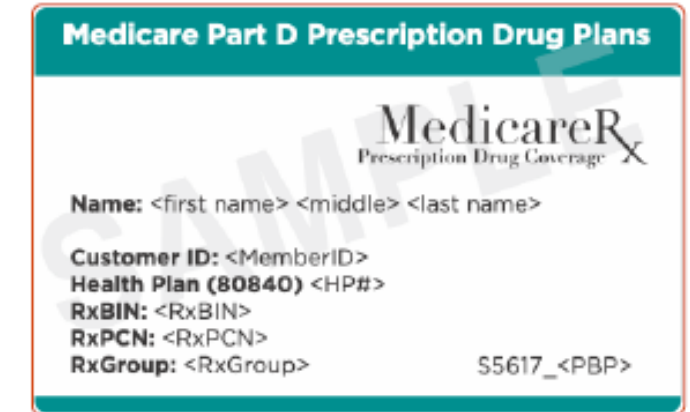 Medicare Part D Prescription Drug Plans
SAMPLE
MedicareRx
Prescription Drug Coverage
Name: <first name> <middle> <last name>
Customer ID: <MemberID>
Health Plan (80840) <HP#>
RxBIN: <RxBIN>
RxPCN: <RxPCN>
RxGroup: <RxGroup> S5617_<PBP>